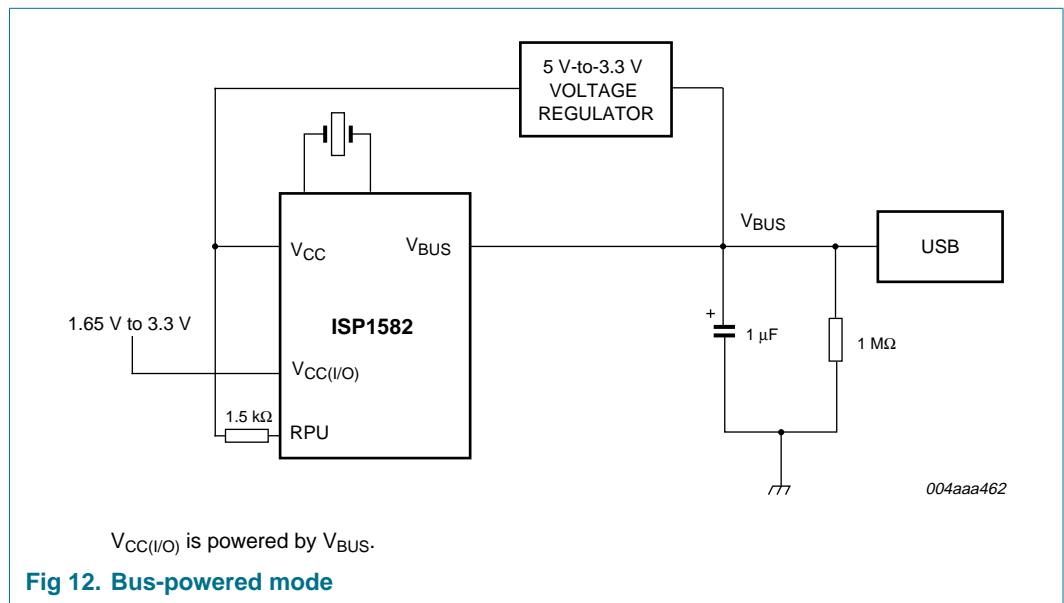 5 V-to-3.3 V
VOLTAGE
REGULATOR
VCC
VBUS
VBUS
USB
ISP1582
1.65 V to 3.3 V
+
1 μF
1 MΩ
VCC(I/O)
1.5 kΩ
RPU
004aaa462
VCC(I/O) is powered by VBUS.
Fig 12. Bus-powered mode